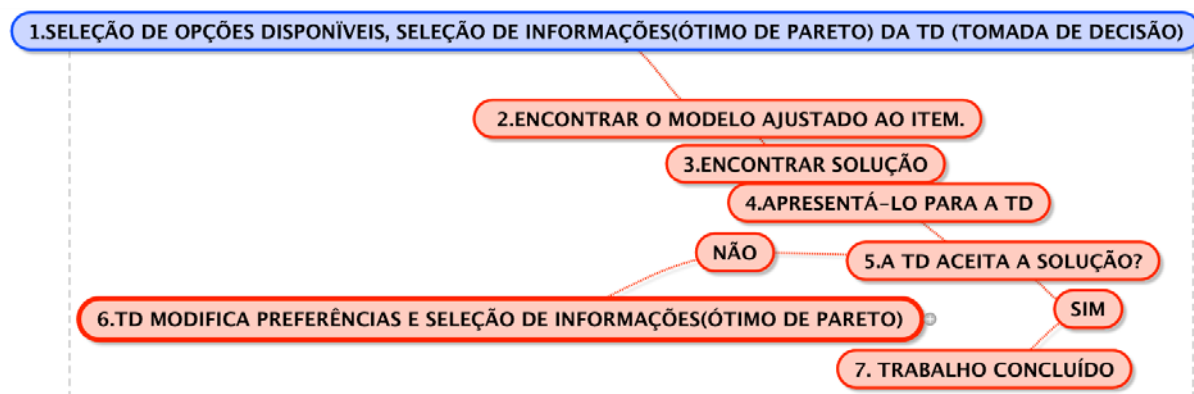 1.SELEÇÃO DE OPÇÕES DISPONÏVEIS, SELEÇÃO DE INFORMAÇÕES(ÓTIMO DE PARETO) DA TD (TOMADA DE DECISÃO)
2.ENCONTRAR O MODELO AJUSTADO AO ITEM.
3.ENCONTRAR SOLUÇÃO
4.APRESENTÁ-LO PARA A TD
NÃO
5.A TD ACEITA A SOLUÇÃO?
SIM
6.TD MODIFICA PREFERÊNCIAS E SELEÇÃO DE INFORMAÇÕES(ÓTIMO DE PARETO)
7. TRABALHO CONCLUÍDO